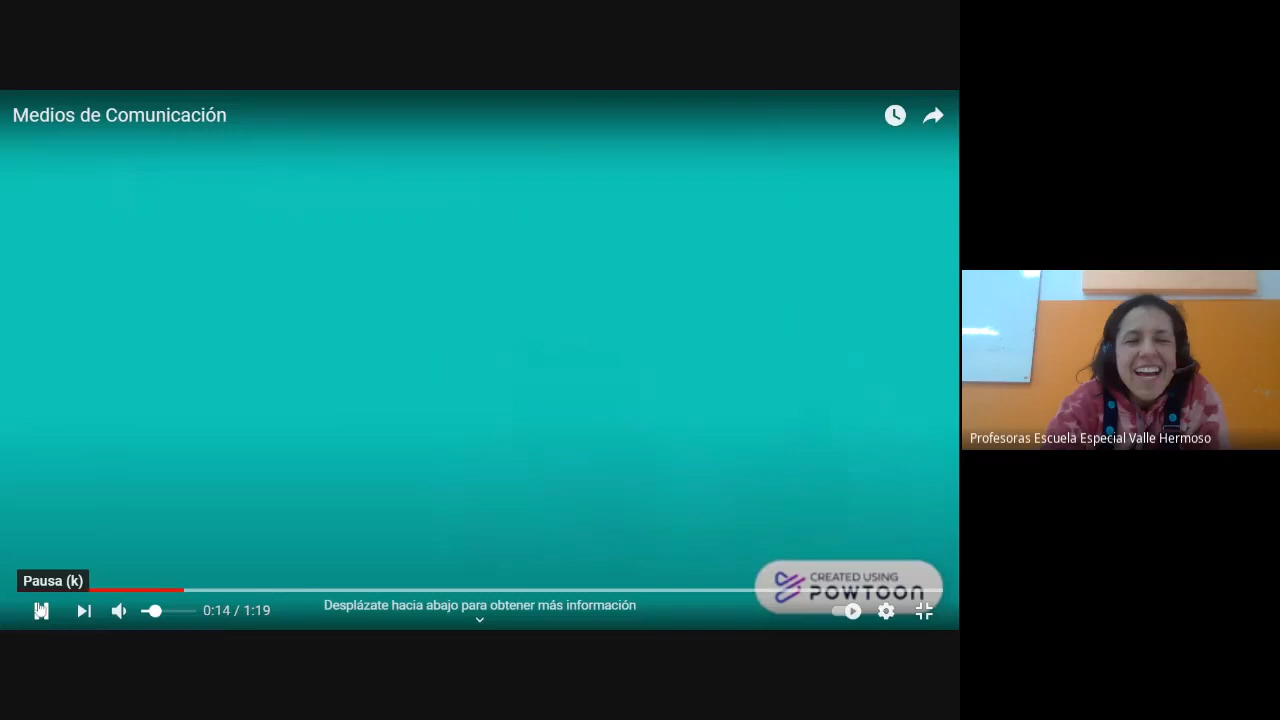 Medios de Comunicación
Profesoras Escuela Especial Valle Hermoso
CREATED USING
POWTOON
Pausa (k)
0:14 / 1:19
Desplázate hacia abajo para obtener más información